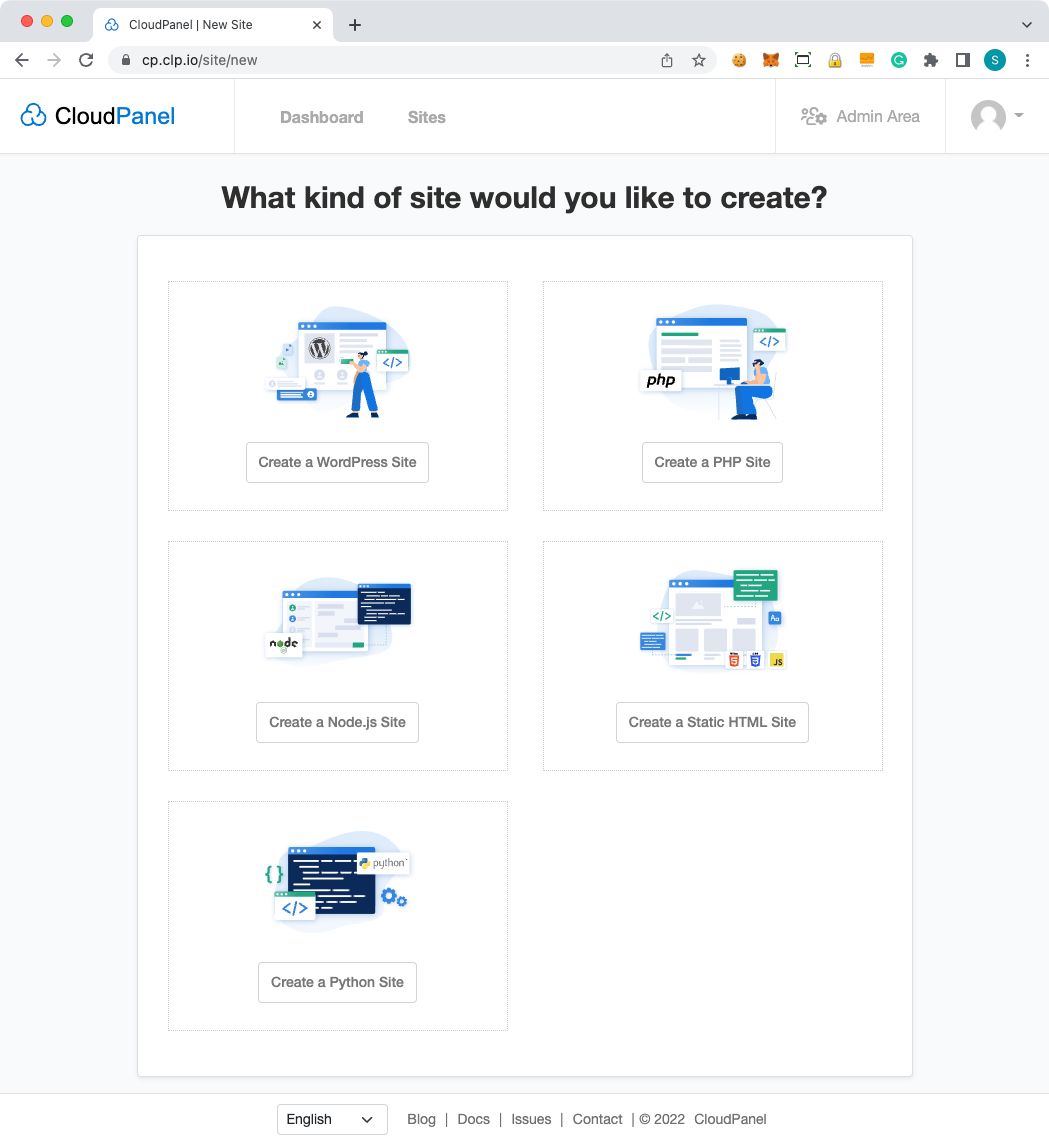 CloudPanel | New Site
cp.clp.io/site/new
S
CloudPanel
Dashboard
Sites
Admin Area
What kind of site would you like to create?
</>
Create a WordPress Site
php
</>
Create a PHP Site
node
Create a Node.js Site
</>
Aa
JS
Create a Static HTML Site
{ }
python
</>
Create a Python Site
English
Blog | Docs | Issues | Contact | © 2022 CloudPanel